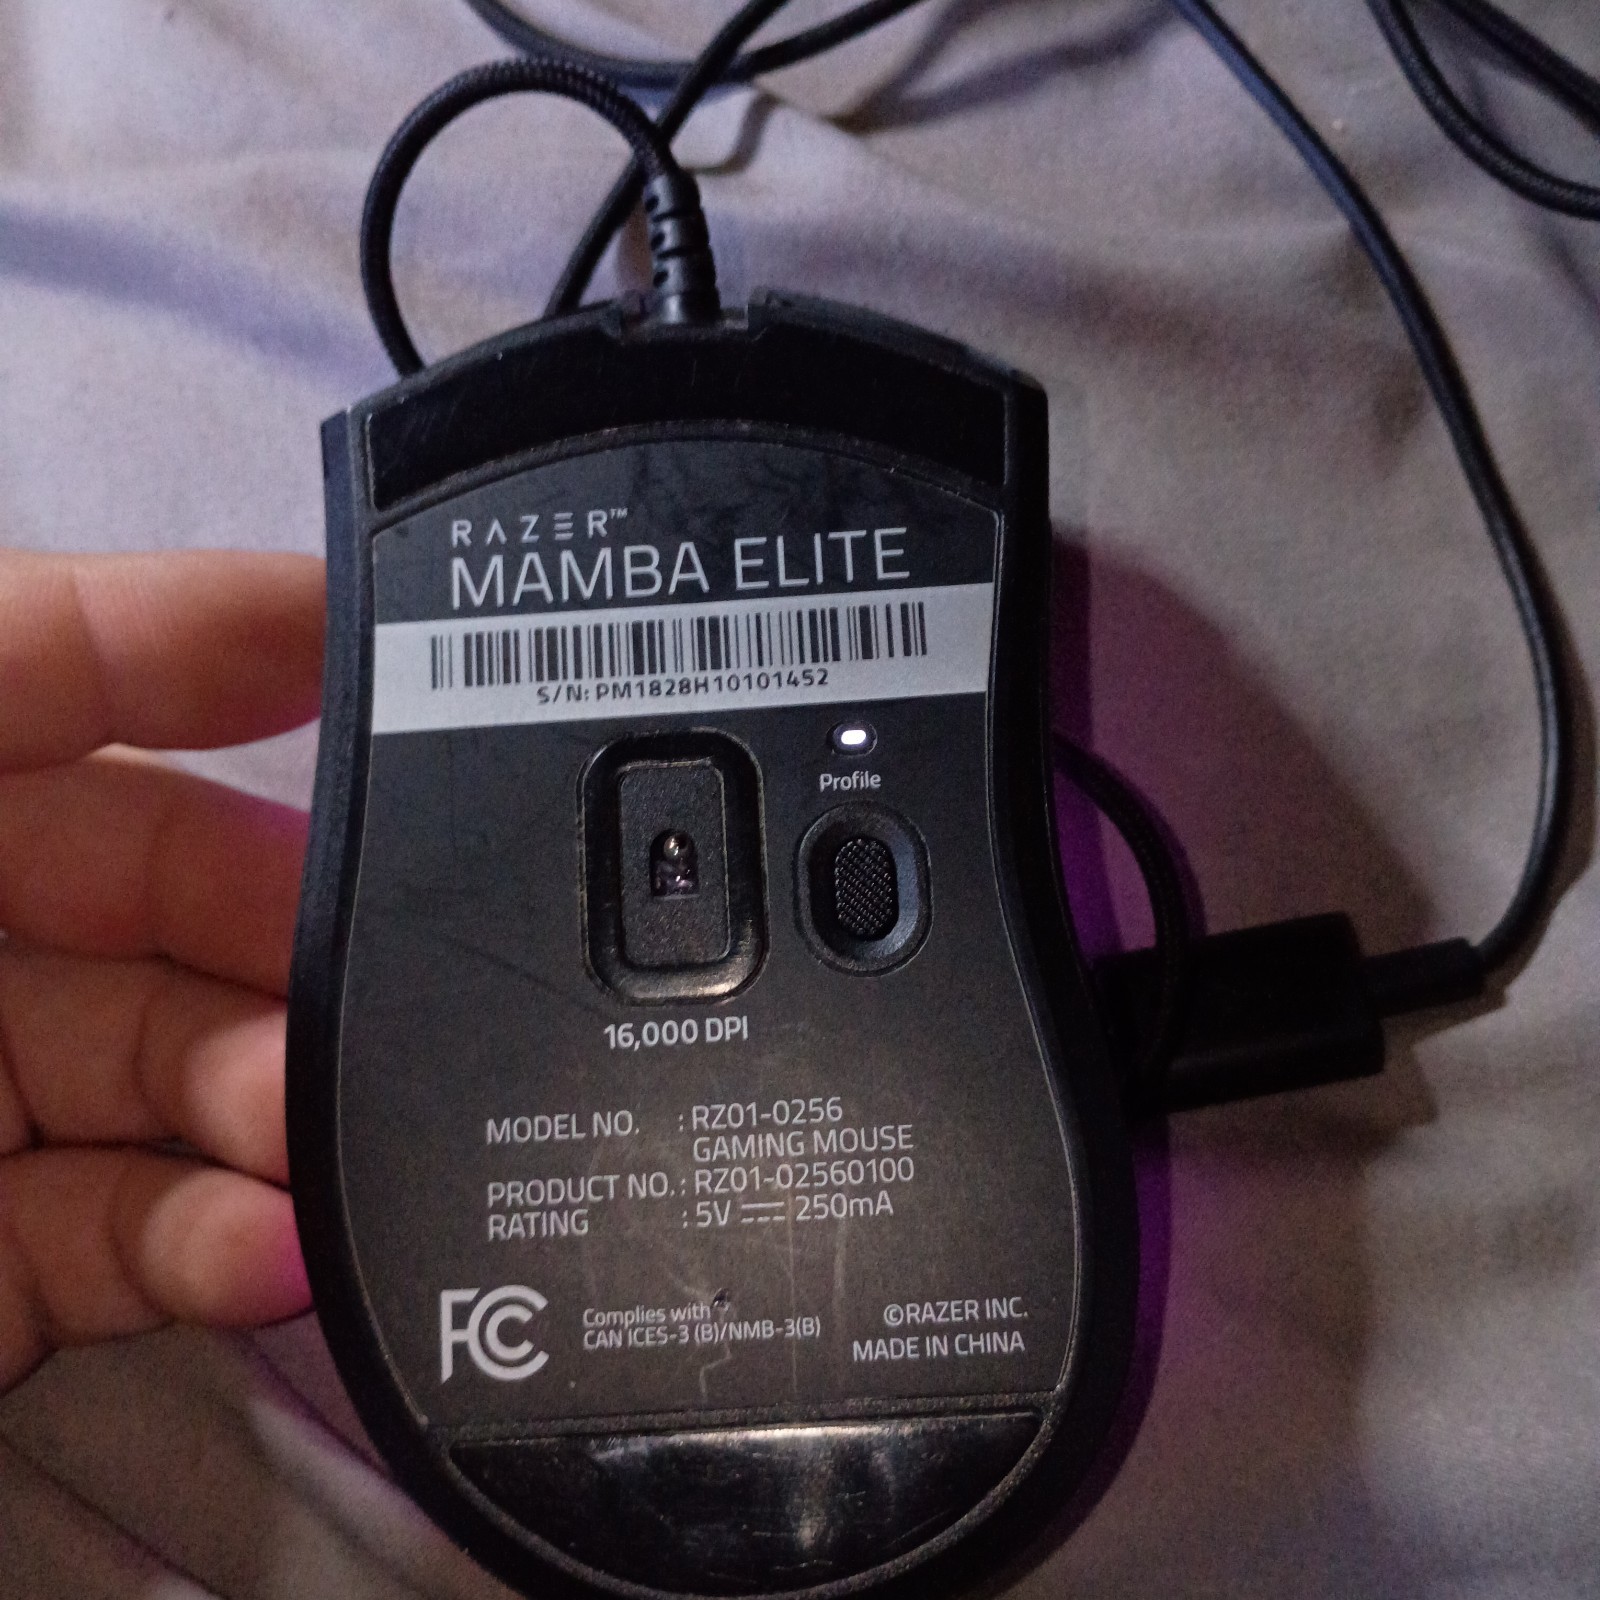 RAZER™
MAMBA ELITE
S/N: PM1828H10101452
Profile
16,000 DPI
MODEL NO. : RZ01-0256
GAMING MOUSE
PRODUCT NO. : RZ01-02560100
RATING : 5V ⎓ 250mA
FC Complies with
CAN ICES-3 (B)/NMB-3(B)
©RAZER INC.
MADE IN CHINA